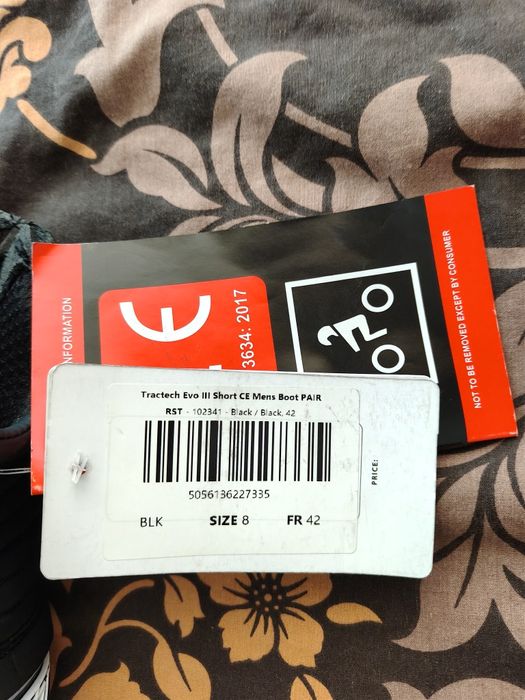 INFORMATION
CE
3634: 2017
NOT TO BE REMOVED EXCEPT BY CONSUMER
Tractech Evo III Short CE Mens Boot PAIR
RST - 102341 - Black / Black, 42
5056136227335
BLK SIZE 8 FR 42
PRICE: